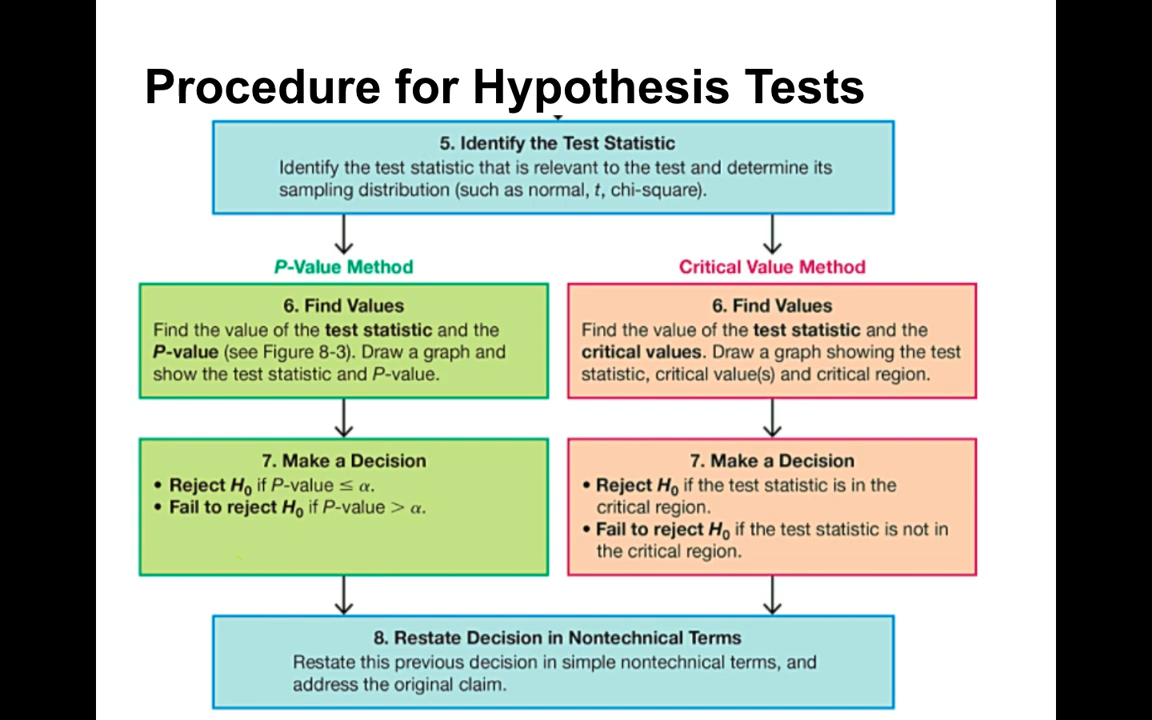 Procedure for Hypothesis Tests
5. Identify the Test Statistic
Identify the test statistic that is relevant to the test and determine its
sampling distribution (such as normal, t, chi-square).
P-Value Method
6. Find Values
Find the value of the test statistic and the
P-value (see Figure 8-3). Draw a graph and
show the test statistic and P-value.
7. Make a Decision
• Reject H₀ if P-value ≤ α.
• Fail to reject H₀ if P-value > α.
Critical Value Method
6. Find Values
Find the value of the test statistic and the
critical values. Draw a graph showing the test
statistic, critical value(s) and critical region.
7. Make a Decision
• Reject H₀ if the test statistic is in the
critical region.
• Fail to reject H₀ if the test statistic is not in
the critical region.
8. Restate Decision in Nontechnical Terms
Restate this previous decision in simple nontechnical terms, and
address the original claim.